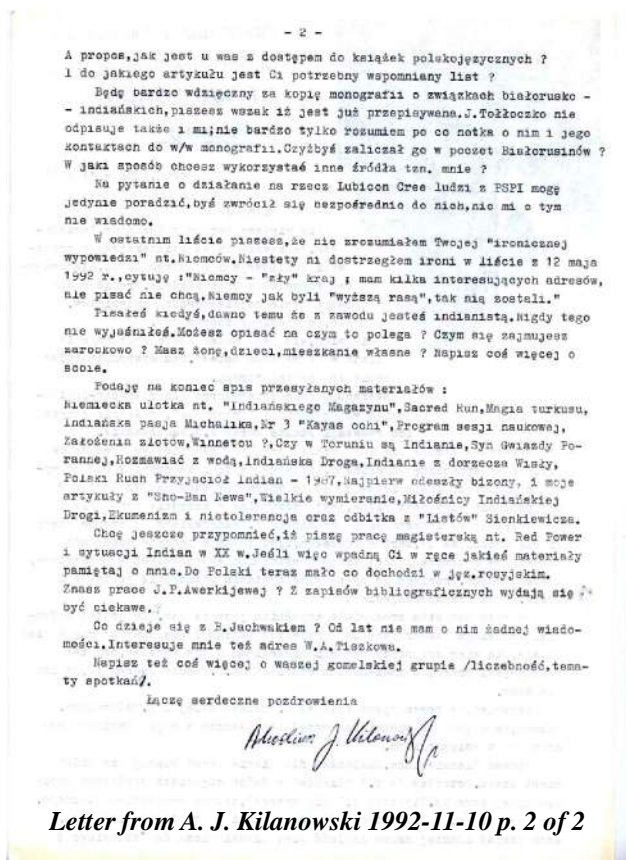 - 2 -
A propos,jak jest u was z dostępem do książek polskojęzycznych ?
I do jakiego artykułu jest Ci potrzebny wspomniany list ?
Będę bardzo wdzięczny za kopię monografii o związkach białorusko -
- indiańskich,piszesz wszak iż jest już przepisywana.J.Tołłoczko nie
odpisuje także i mi;nie bardzo tylko rozumiem po co notka o nim i jego
kontaktach do w/w monografii.Czyżbyś zaliczał go w poczet Białorusinów ?
W jaki sposób chcesz wykorzystać inne źródła tzn. mnie ?
Na pytanie o działanie na rzecz Lubicon Cree ludzi z PSPI mogę
jedynie poradzić,byś zwrócił się bezpośrednio do nich,nic mi o tym
nie wiadomo.
W ostatnim liście piszesz,że nie zrozumiałem Twojej "ironicznej
wypowiedzi" nt.Niemców.Niestety ni dostrzegłem ironi w liście z 12 maja
1992 r.,cytuję :"Niemcy - "zły" kraj ; mam kilka interesujących adresów,
ale pisać nie chcą.Niemcy jak byli "wyższą rasą",tak nią zostali."
Pisałeś kiedyś,dawno temu że z zawodu jesteś indianistą.Nigdy tego
nie wyjaśniłeś.Możesz opisać na czym to polega ? Czym się zajmujesz
zarobkowo ? Masz żonę,dzieci,mieszkanie własne ? Napisz coś więcej o
sobie.
Podaję na koniec spis przesyłanych materiałów :
Niemiecka ulotka nt. "Indiańskiego Magazynu",Sacred Run,Magia turkusu,
Indiańska pasja Michalika,Nr 3 "Kayas ochi",Program sesji naukowej,
Założenia zlotów,Winnetou ?,Czy w Toruniu są Indianie,Syn Gwiazdy Po-
rannej,Rozmawiać z wodą,Indiańska Droga,Indianie z dorzecza Wisły,
Polski Ruch Przyjaciół Indian - 1987,Najpierw odeszły bizony, i moje
artykuły z "Sho-Ban News",Wielkie wymieranie,Miłośnicy Indiańskiej
Drogi,Ekumenizm i nietolerancja oraz odbitka z "Listów" Sienkiewicza.
Chcę jeszcze przypomnieć,iż piszę pracę magisterską nt. Red Power
i sytuacji Indian w XX w.Jeśli więc wpadną Ci w ręce jakieś materiały
pamiętaj o mnie.Do Polski teraz mało co dochodzi w jęz.rosyjskim.
Znasz prace J.P.Awerkijewej ? Z zapisów bibliograficznych wydają się
być ciekawe.
Co dzieje się z B.Jachwakiem ? Od lat nie mam o nim żadnej wiado-
mości.Interesuje mnie też adres W.A.Tiszkowa.
Napisz też coś więcej o waszej gomelskiej grupie /liczebność,tema-
ty spotkań/.
Łączę serdeczne pozdrowienia
Letter from A. J. Kilanowski 1992-11-10 p. 2 of 2